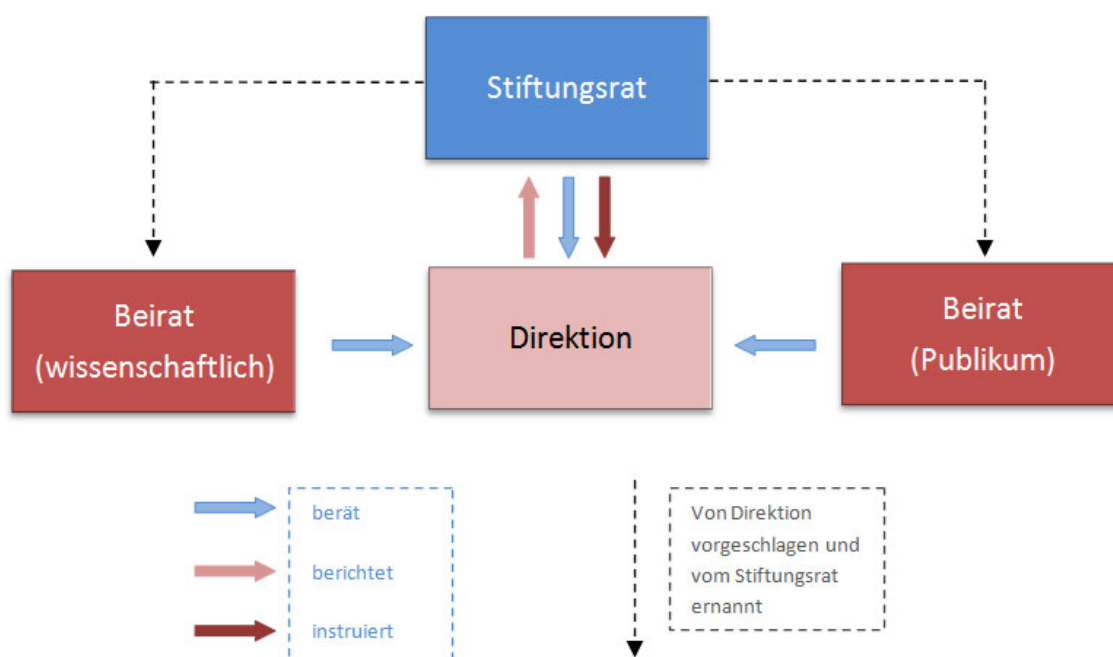 Stiftungsrat
Beirat
(wissenschaftlich)
Direktion
Beirat
(Publikum)
berät
berichtet
instruiert
Von Direktion
vorgeschlagen und
vom Stiftungsrat
ernannt